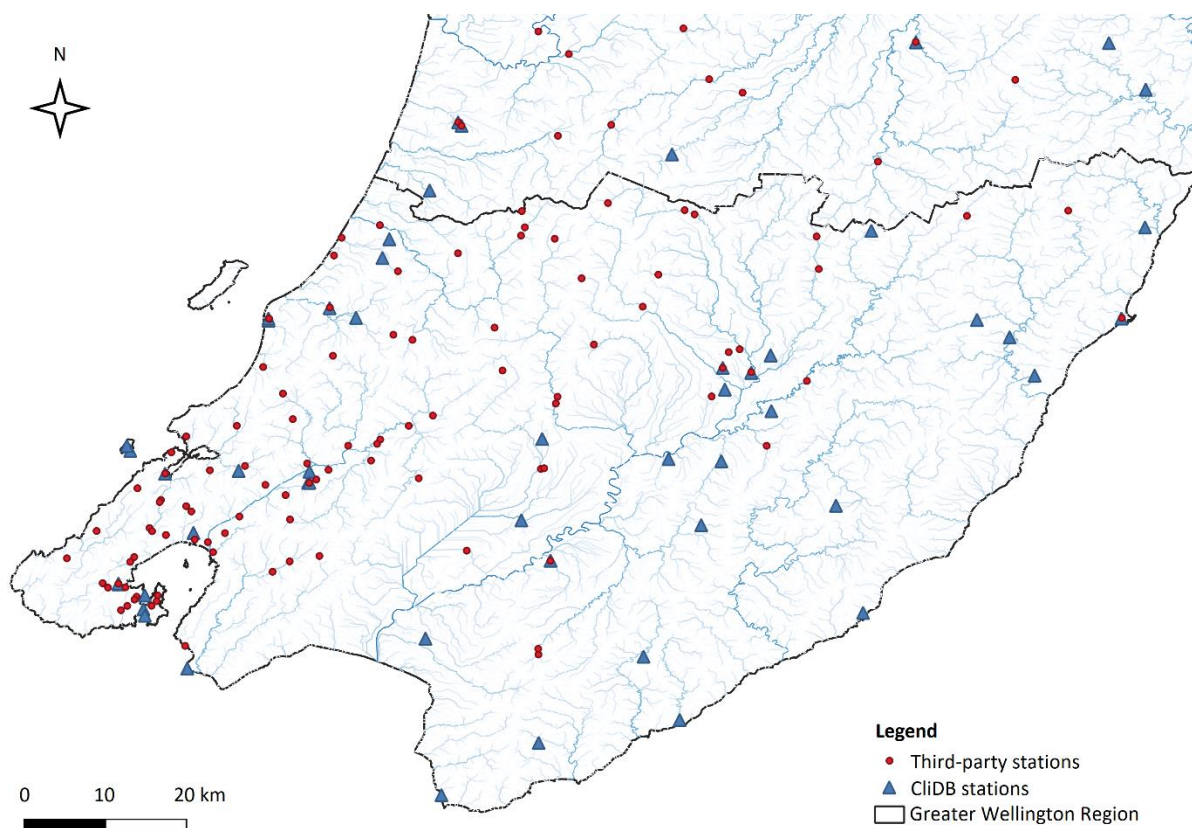 N
Legend
Third-party stations
CliDB stations
Greater Wellington Region
0 10 20 km